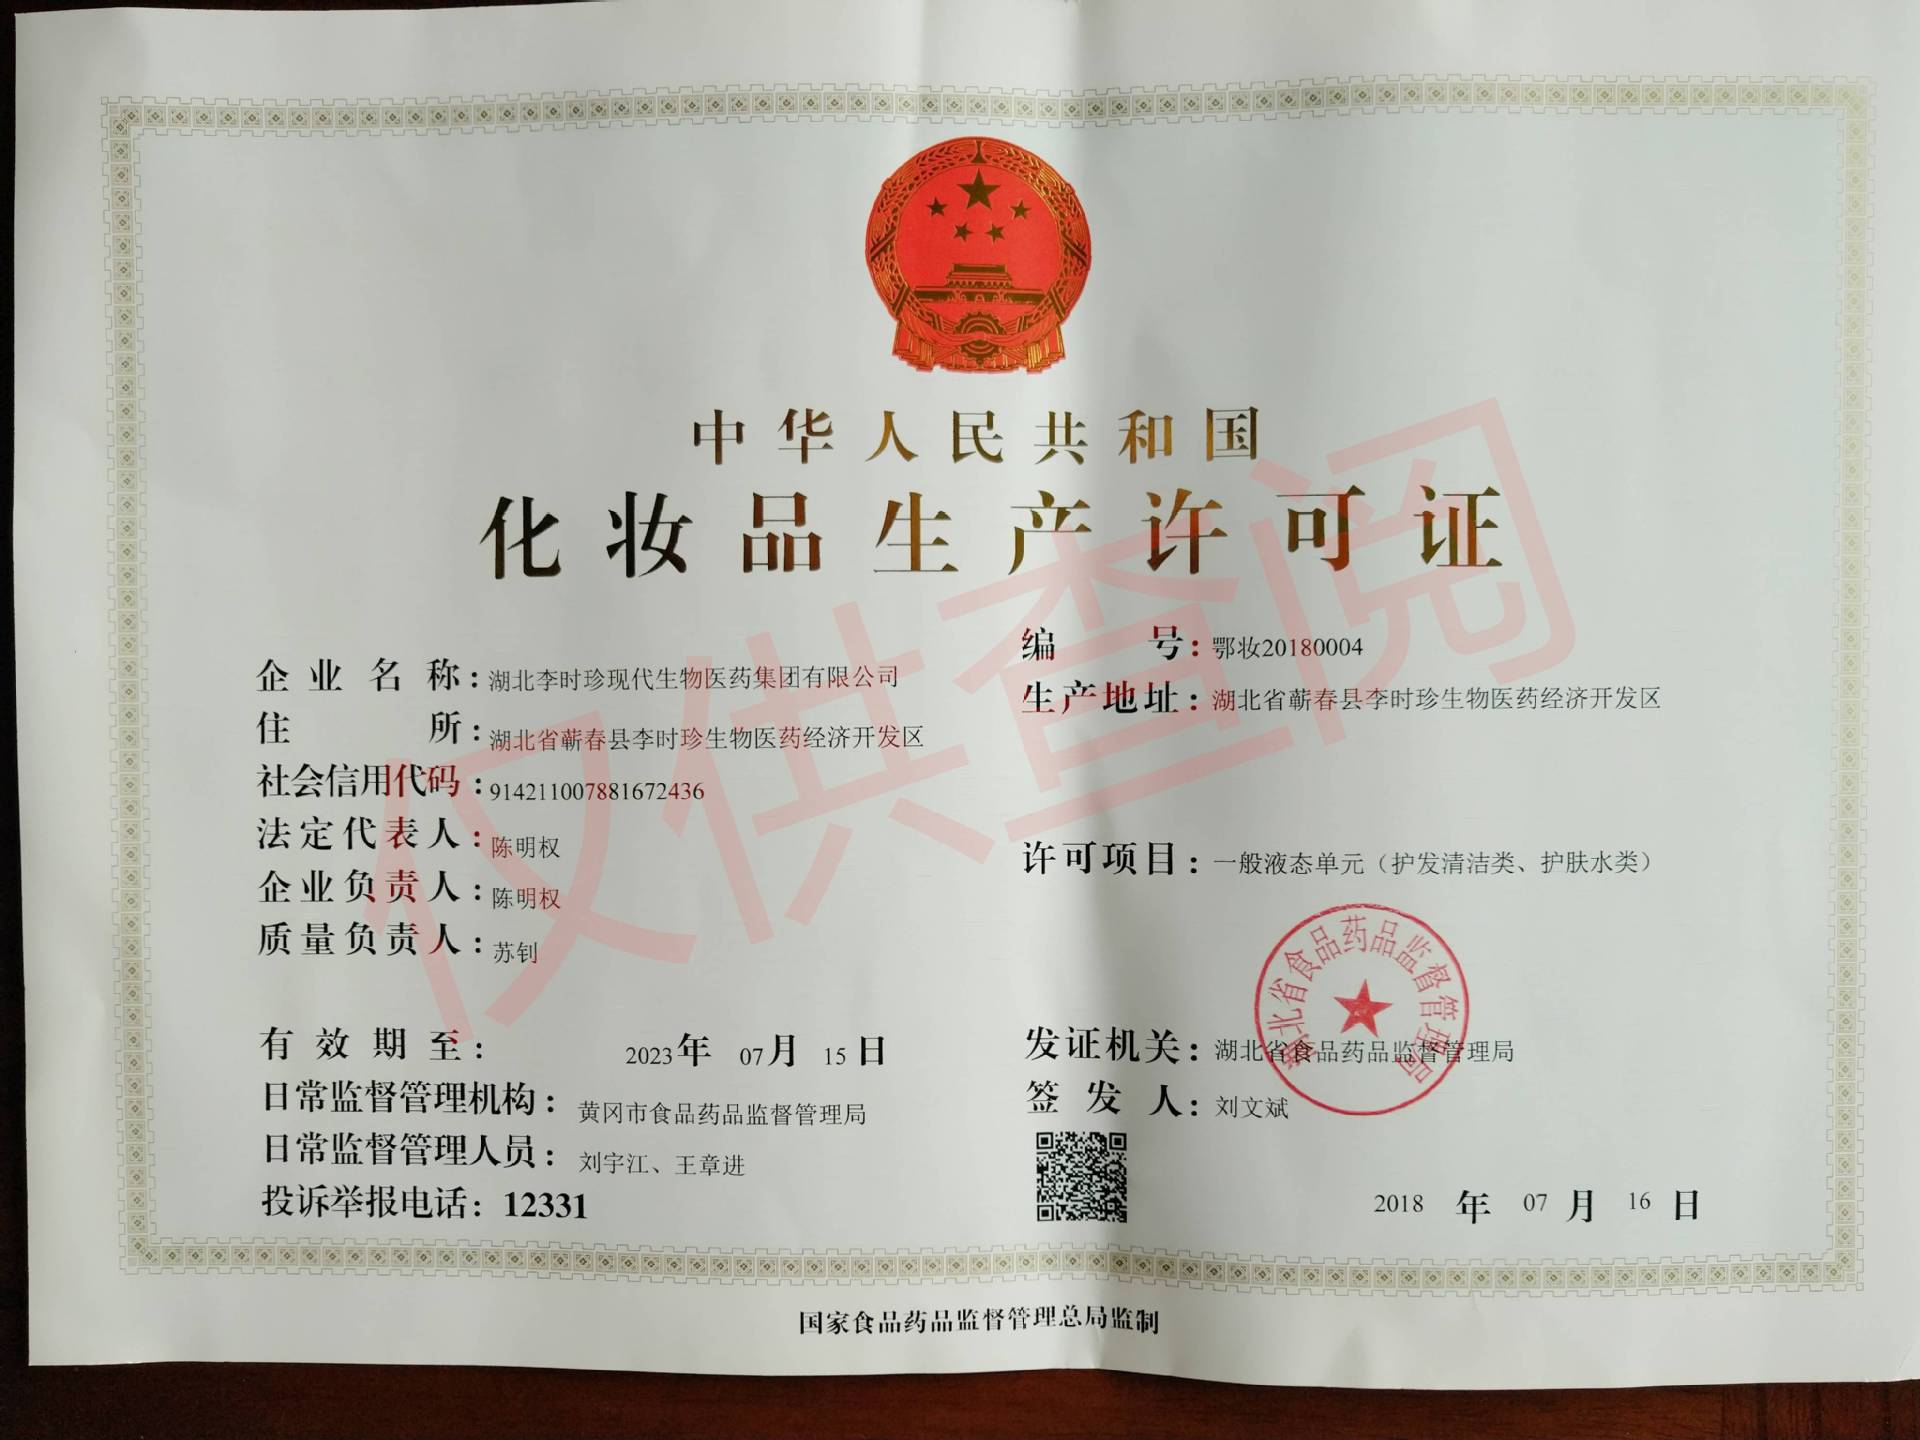 中华人民共和国
化妆品生产许可证
企业名称：湖北李时珍现代生物医药集团有限公司
住所：湖北省蕲春县李时珍生物医药经济开发区
社会信用代码：914211007881672436
法定代表人：陈明权
企业负责人：陈明权
质量负责人：苏钊
编号：鄂妆20180004
生产地址：湖北省蕲春县李时珍生物医药经济开发区
许可项目：一般液态单元（护发清洁类、护肤水类）
有效期至：2023年07月15日
日常监督管理机构：黄冈市食品药品监督管理局
日常监督管理人员：刘宇江、王章进
投诉举报电话：12331
发证机关：湖北省食品药品监督管理局
签发人：刘文斌
2018年07月16日
湖北省食品药品监督管理局
国家食品药品监督管理总局监制
仅供查阅